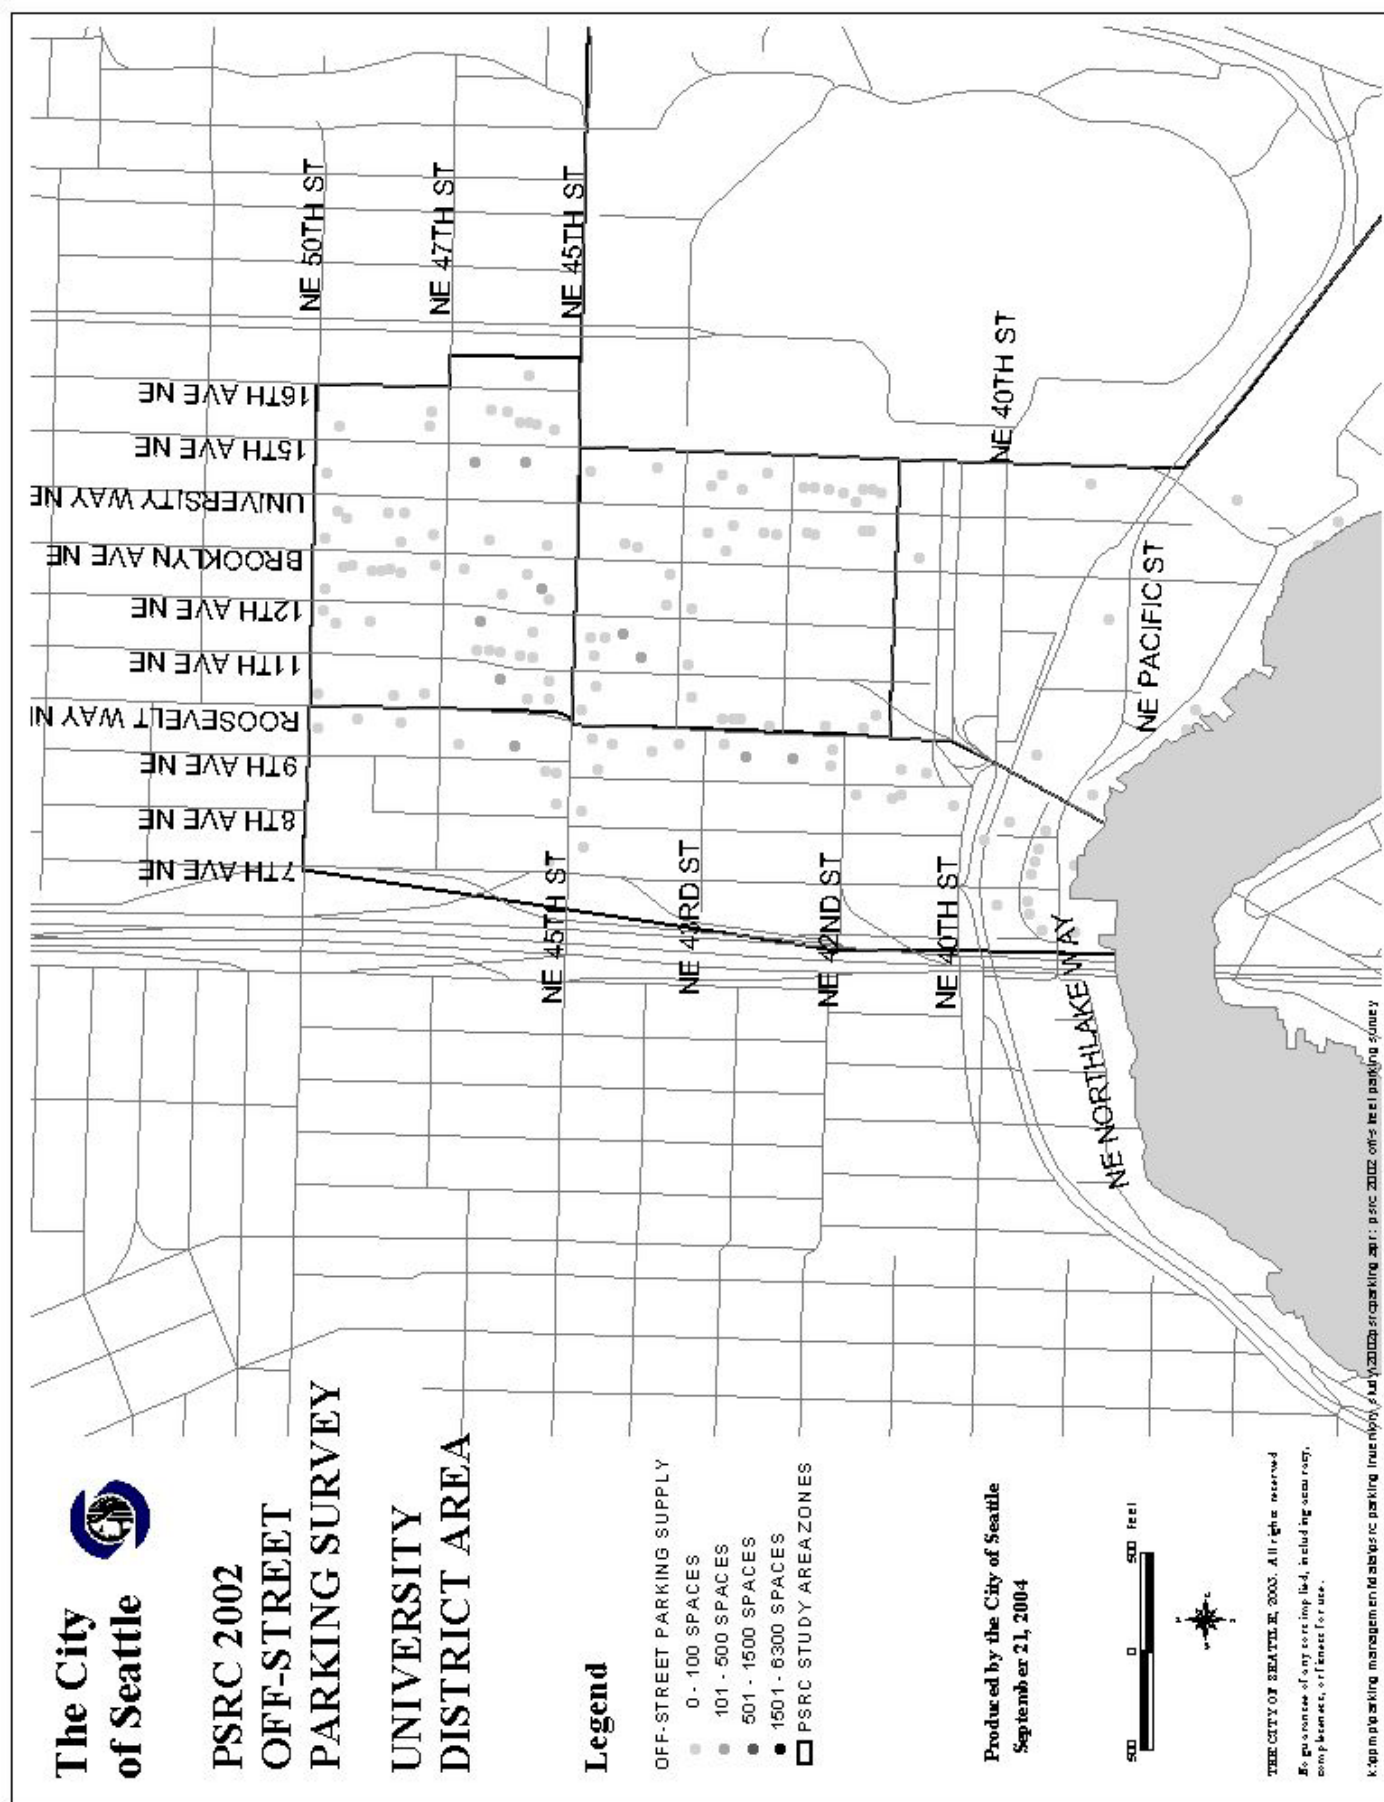 The City
of Seattle
PSRC 2002
OFF-STREET
PARKING SURVEY
UNIVERSITY
DISTRICT AREA
Legend
OFF-STREET PARKING SUPPLY
0 - 100 SPACES
101 - 500 SPACES
501 - 1500 SPACES
1501 - 6300 SPACES
PSRC STUDY AREA ZONES
Produced by the City of Seattle
September 21, 2004
500 0 500 Feet
THE CITY OF SEATTLE, 2003. All rights reserved
No guarantee of any sort implied, including accuracy,
completeness, or fitness for use.
7TH AVE NE
8TH AVE NE
9TH AVE NE
ROOSEVELT WAY N
11TH AVE NE
12TH AVE NE
BROOKLYN AVE NE
UNIVERSITY WAY NE
15TH AVE NE
16TH AVE NE
NE 50TH ST
NE 47TH ST
NE 45TH ST
NE 45TH ST
NE 43RD ST
NE 42ND ST
NE 40TH ST
NE 40TH ST
NE PACIFIC ST
NE NORTHLAKE WAY